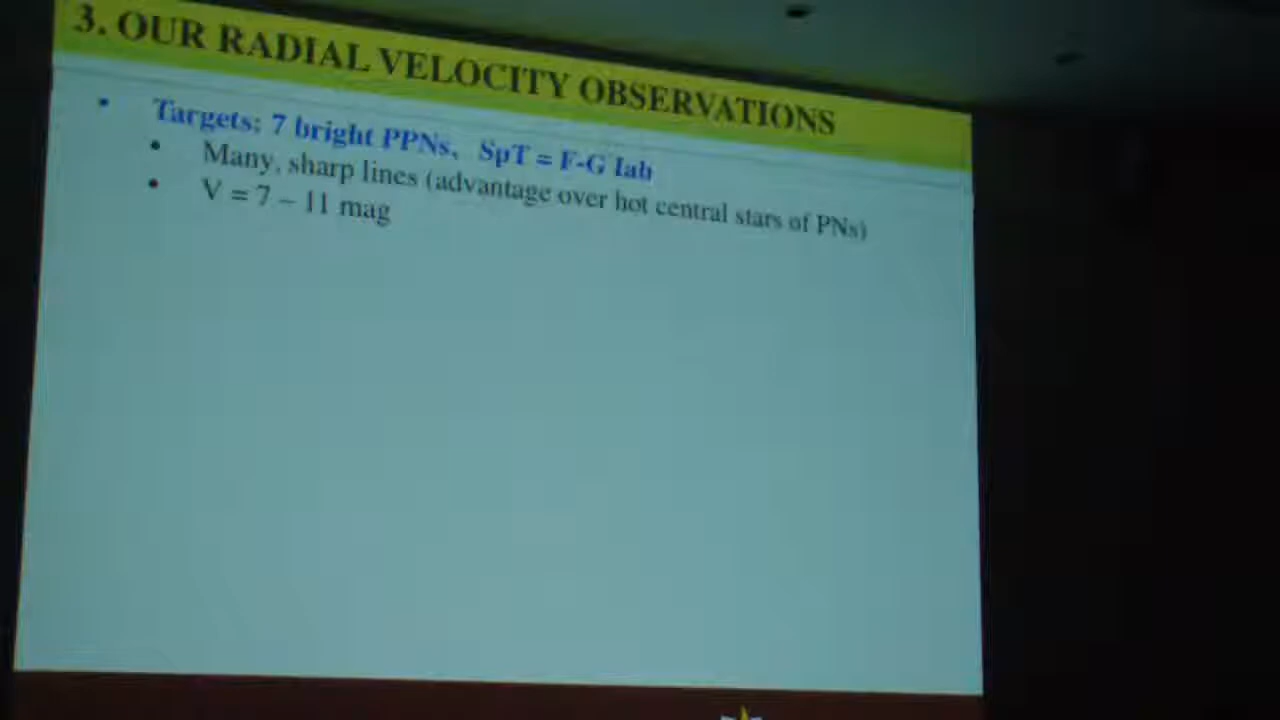 3. OUR RADIAL VELOCITY OBSERVATIONS
• Targets: 7 bright PPNs, SpT = F-G Iab
• Many, sharp lines (advantage over hot central stars of PNs)
• V = 7 – 11 mag